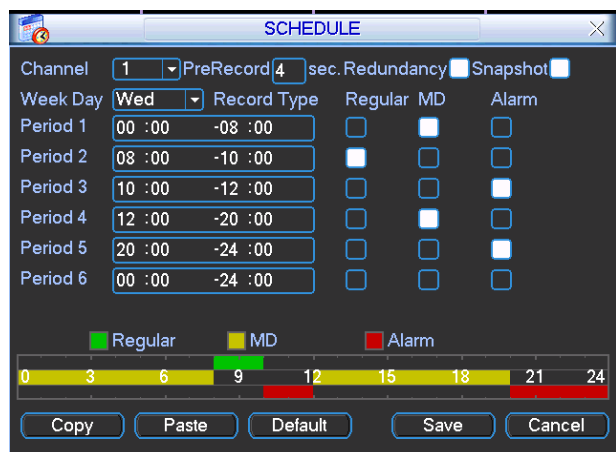 SCHEDULE
Channel 1 PreRecord 4 sec. Redundancy Snapshot
Week Day Wed Record Type Regular MD Alarm
Period 1 00 :00 -08 :00
Period 2 08 :00 -10 :00
Period 3 10 :00 -12 :00
Period 4 12 :00 -20 :00
Period 5 20 :00 -24 :00
Period 6 00 :00 -24 :00
Regular MD Alarm
0 3 6 9 12 15 18 21 24
Copy Paste Default Save Cancel